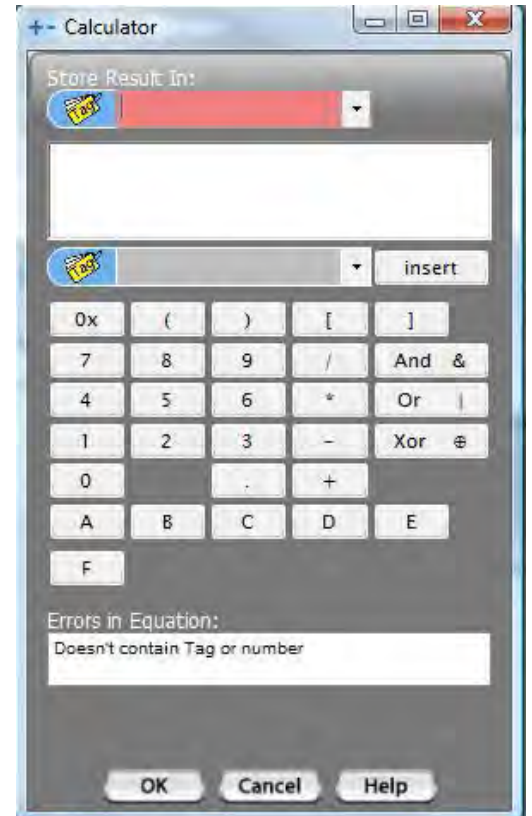 +- Calculator
Store Result In:
Tag
Tag insert
0x ( ) [ ]
7 8 9 / And &
4 5 6 * Or |
1 2 3 - Xor ⊕
0 . +
A B C D E
F
Errors in Equation:
Doesn't contain Tag or number
OK Cancel Help